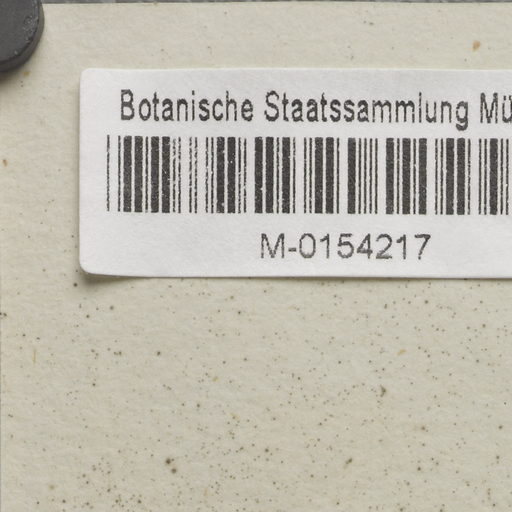 Botanische Staatssammlung Mü
M-0154217